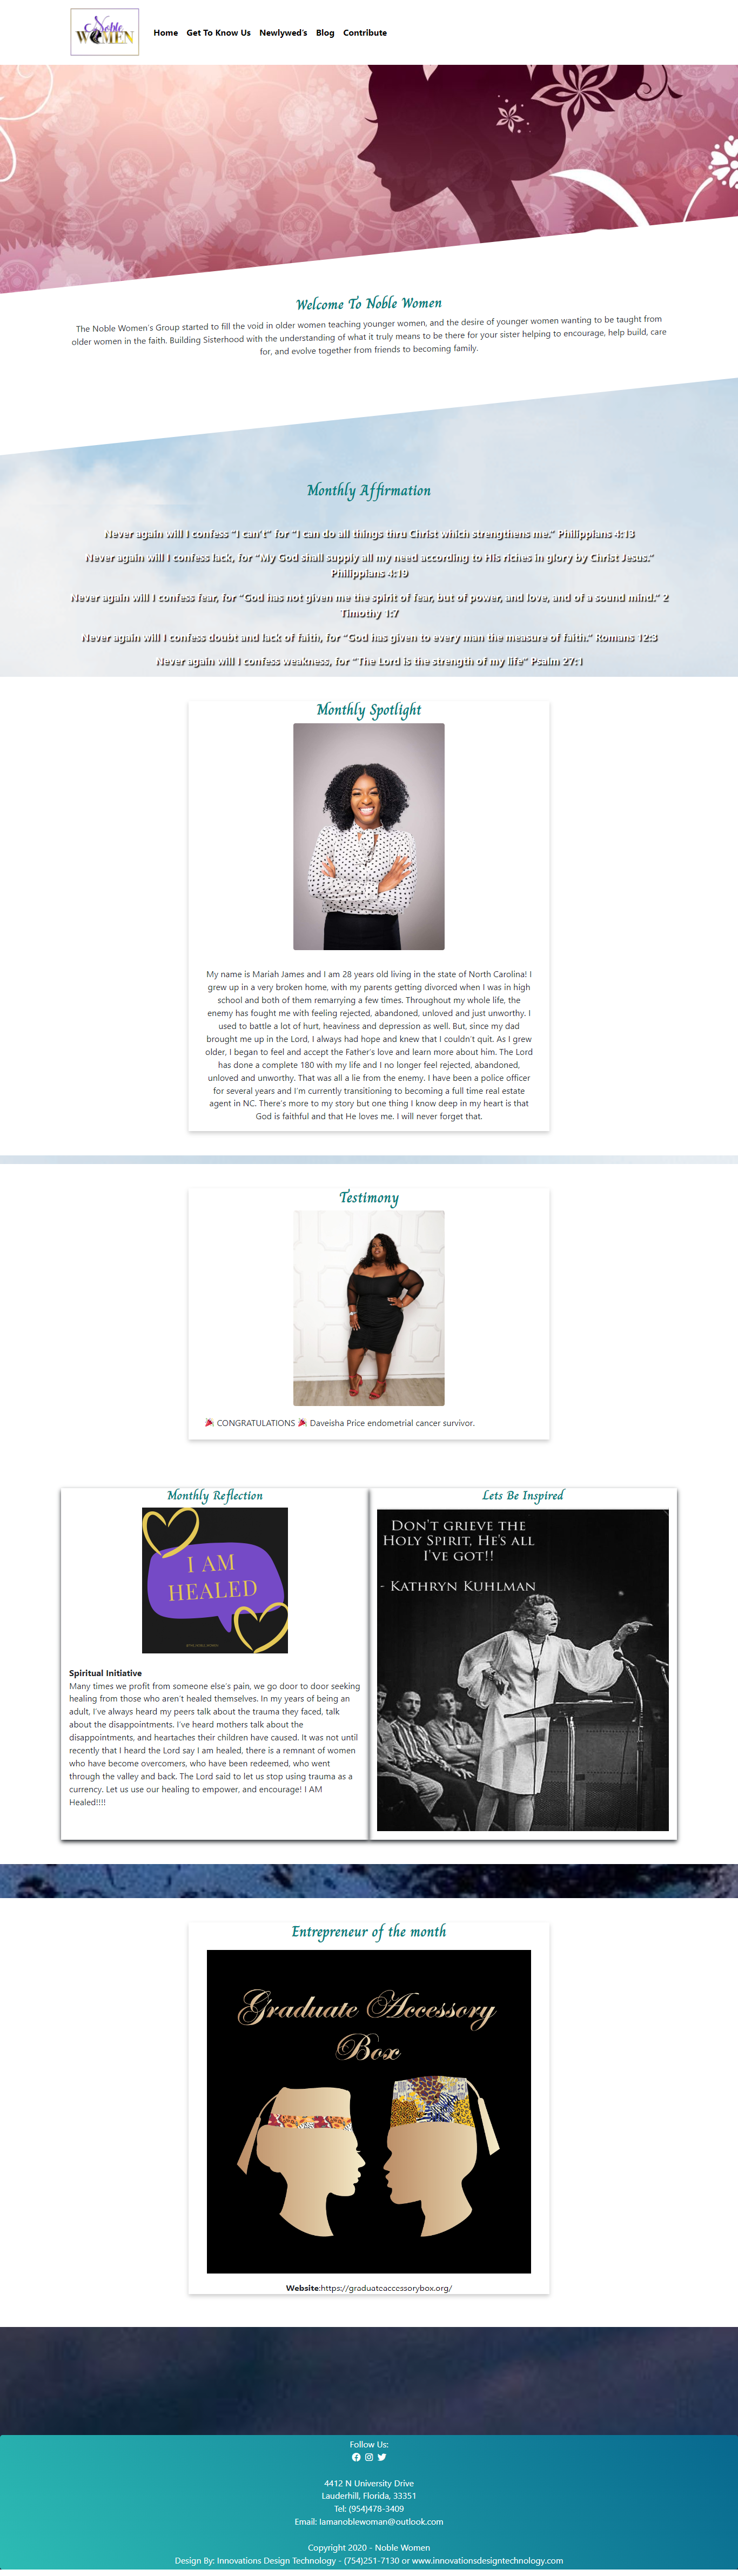 Noble
WOMEN
Home Get To Know Us Newlywed's Blog Contribute
Welcome To Noble Women
The Noble Women's Group started to fill the void in older women teaching younger women, and the desire of younger women wanting to be taught from
older women in the faith. Building Sisterhood with the understanding of what it truly means to be there for your sister helping to encourage, help build, care
for, and evolve together from friends to becoming family.
Monthly Affirmation
Never again will I confess "I can't" for "I can do all things thru Christ which strengthens me." Philippians 4:13
Never again will I confess lack, for "My God shall supply all my need according to His riches in glory by Christ Jesus."
Philippians 4:19
Never again will I confess fear, for "God has not given me the spirit of fear, but of power, and love, and of a sound mind." 2
Timothy 1:7
Never again will I confess doubt and lack of faith, for "God has given to every man the measure of faith." Romans 12:3
Never again will I confess weakness, for "The Lord is the strength of my life" Psalm 27:1
Monthly Spotlight
My name is Mariah James and I am 28 years old living in the state of North Carolina! I
grew up in a very broken home, with my parents getting divorced when I was in high
school and both of them remarrying a few times. Throughout my whole life, the
enemy has fought me with feeling rejected, abandoned, unloved and just unworthy. I
used to battle a lot of hurt, heaviness and depression as well. But, since my dad
brought me up in the Lord, I always had hope and knew that I couldn't quit. As I grew
older, I began to feel and accept the Father's love and learn more about him. The Lord
has done a complete 180 with my life and I no longer feel rejected, abandoned,
unloved and unworthy. That was all a lie from the enemy. I have been a police officer
for several years and I'm currently transitioning to becoming a full time real estate
agent in NC. There's more to my story but one thing I know deep in my heart is that
God is faithful and that He loves me. I will never forget that.
Testimony
🎉 CONGRATULATIONS 🎉 Daveisha Price endometrial cancer survivor.
Monthly Reflection
I AM
HEALED
Spiritual Initiative
Many times we profit from someone else's pain, we go door to door seeking
healing from those who aren't healed themselves. In my years of being an
adult, I've always heard my peers talk about the trauma they faced, talk
about the disappointments. I've heard mothers talk about the
disappointments, and heartaches their children have caused. It was not until
recently that I heard the Lord say I am healed, there is a remnant of women
who have become overcomers, who have been redeemed, who went
through the valley and back. The Lord said to let us stop using trauma as a
currency. Let us use our healing to empower, and encourage! I AM
Healed!!!!
Lets Be Inspired
Don't grieve the
Holy Spirit, He's all
I've got!!
- Kathryn Kuhlman
Entrepreneur of the month
Graduate Accessory
Box
Website:https://graduateaccessorybox.org/
Follow Us:
4412 N University Drive
Lauderhill, Florida, 33351
Tel: (954)478-3409
Email: Iamanoblewoman@outlook.com
Copyright 2020 - Noble Women
Design By: Innovations Design Technology - (754)251-7130 or www.innovationsdesigntechnology.com